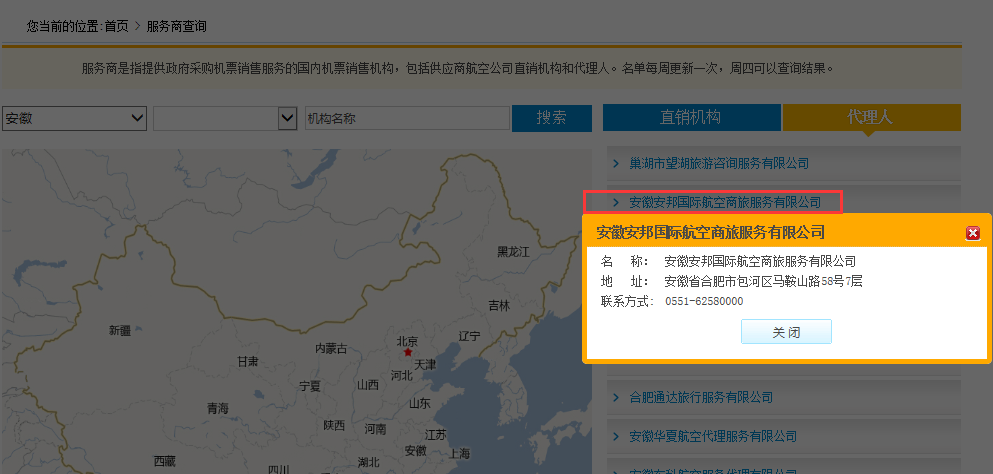 您当前的位置:首页 > 服务商查询
服务商是指提供政府采购机票销售服务的国内机票销售机构，包括供应商航空公司直销机构和代理人。名单每周更新一次，周四可以查询结果。
安徽
机构名称
搜索
直销机构
代理人
巢湖市望湖旅游咨询服务有限公司
安徽安邦国际航空商旅服务有限公司
安徽安邦国际航空商旅服务有限公司
名 称： 安徽安邦国际航空商旅服务有限公司
地 址： 安徽省合肥市包河区马鞍山路58号7层
联系方式： 0551-62580000
关 闭
合肥通达旅行服务有限公司
安徽华夏航空代理服务有限公司
黑龙江
吉林
新疆
辽宁
北京
内蒙古
甘肃
天津
河北
宁夏
山西
山东
青海
陕西
河南
江苏
安徽
上海
西藏
四川
湖北